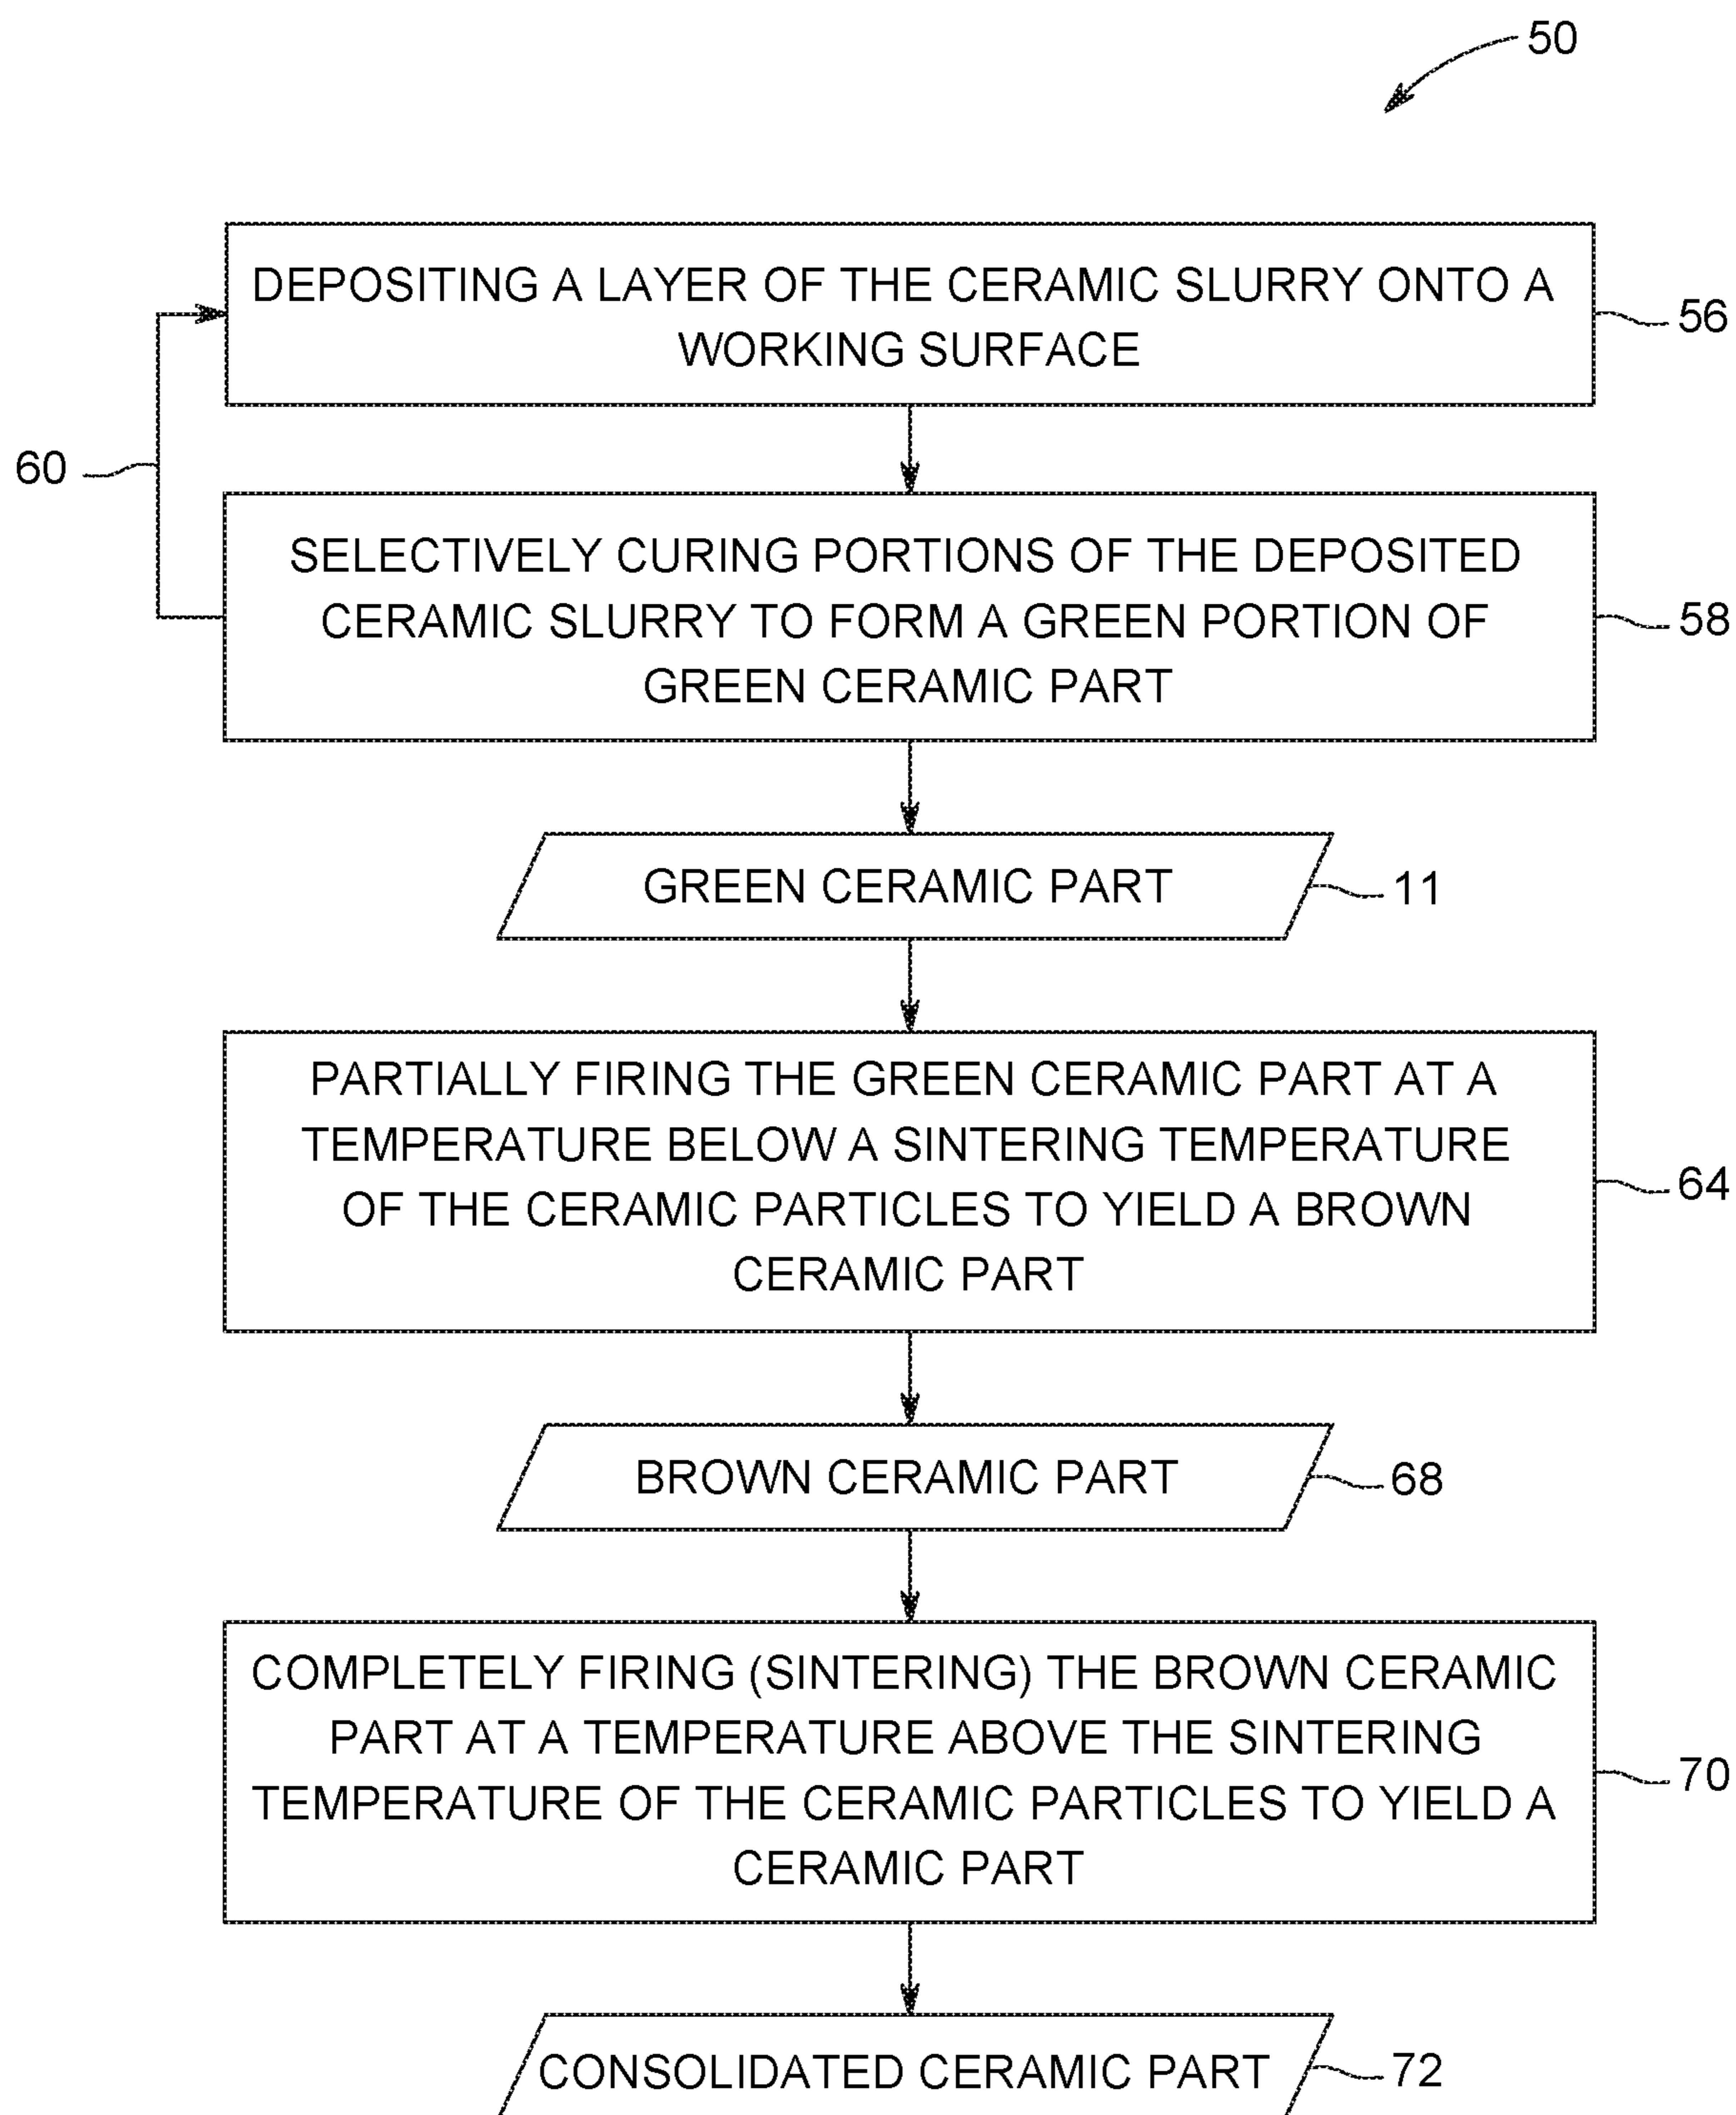 50
DEPOSITING A LAYER OF THE CERAMIC SLURRY ONTO A
WORKING SURFACE
56
60
SELECTIVELY CURING PORTIONS OF THE DEPOSITED
CERAMIC SLURRY TO FORM A GREEN PORTION OF
GREEN CERAMIC PART
58
GREEN CERAMIC PART
11
PARTIALLY FIRING THE GREEN CERAMIC PART AT A
TEMPERATURE BELOW A SINTERING TEMPERATURE
OF THE CERAMIC PARTICLES TO YIELD A BROWN
CERAMIC PART
64
BROWN CERAMIC PART
68
COMPLETELY FIRING (SINTERING) THE BROWN CERAMIC
PART AT A TEMPERATURE ABOVE THE SINTERING
TEMPERATURE OF THE CERAMIC PARTICLES TO YIELD A
CERAMIC PART
70
CONSOLIDATED CERAMIC PART
72